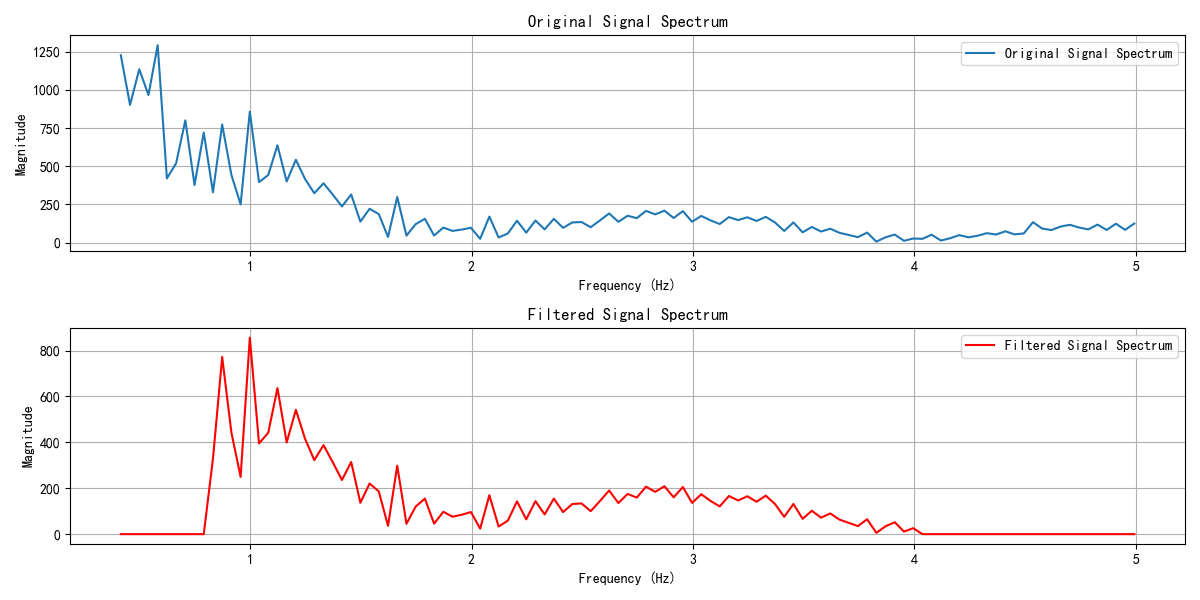 Original Signal Spectrum
1250
1000
750
500
250
0
Magnitude
Original Signal Spectrum
1 2 3 4 5
Frequency (Hz)
Filtered Signal Spectrum
800
600
400
200
0
Magnitude
Filtered Signal Spectrum
1 2 3 4 5
Frequency (Hz)